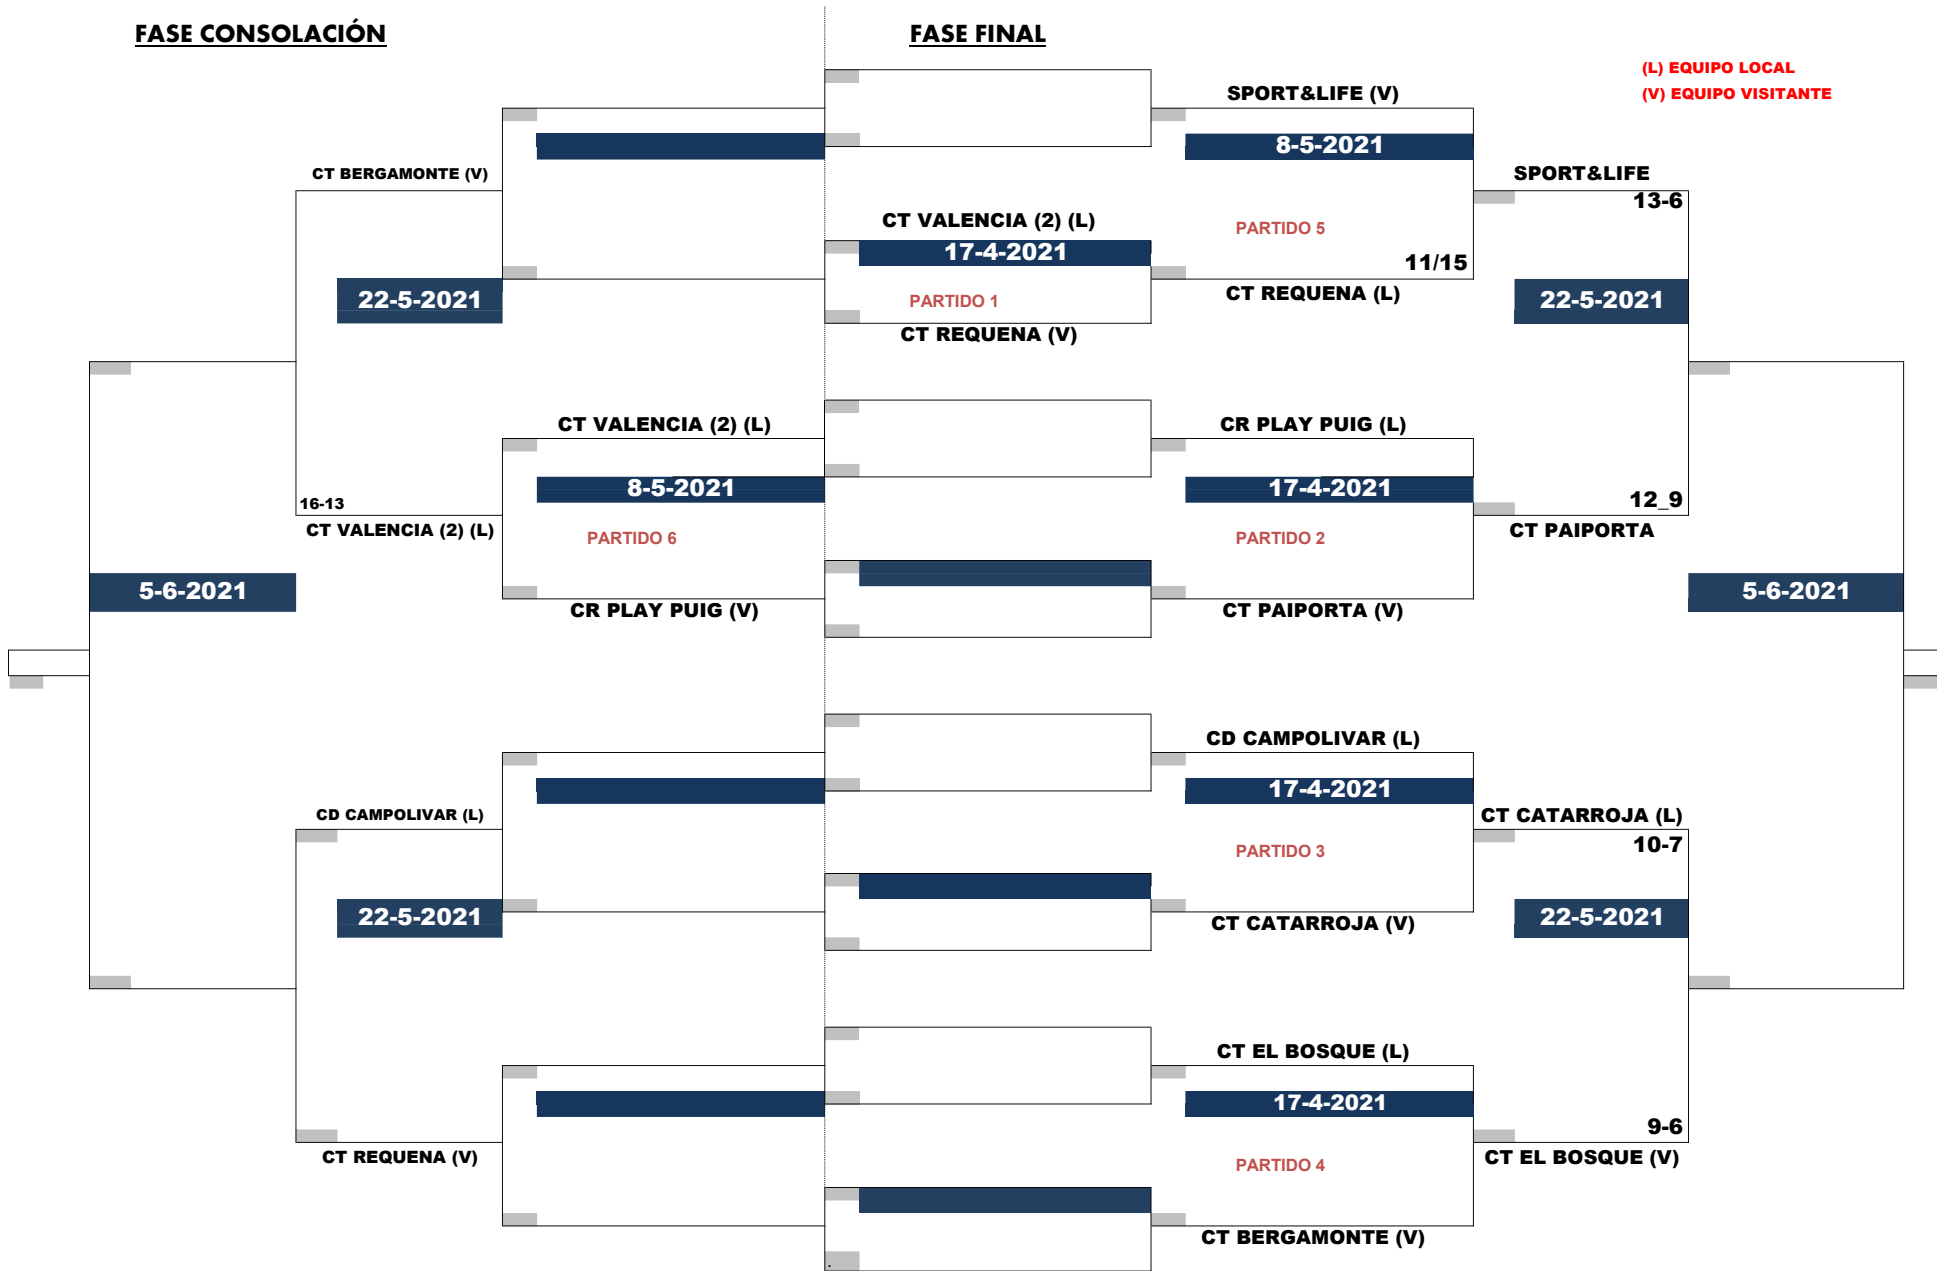 FASE CONSOLACIÓN
FASE FINAL
(L) EQUIPO LOCAL
(V) EQUIPO VISITANTE
SPORT&LIFE (V)
8-5-2021
CT BERGAMONTE (V)
SPORT&LIFE
13-6
CT VALENCIA (2) (L)
PARTIDO 5
17-4-2021
11/15
22-5-2021
PARTIDO 1
CT REQUENA (L)
22-5-2021
CT REQUENA (V)
CT VALENCIA (2) (L)
CR PLAY PUIG (L)
8-5-2021
17-4-2021
16-13
12_9
CT VALENCIA (2) (L)
PARTIDO 6
PARTIDO 2
CT PAIPORTA
5-6-2021
5-6-2021
CR PLAY PUIG (V)
CT PAIPORTA (V)
CD CAMPOLIVAR (L)
17-4-2021
CD CAMPOLIVAR (L)
CT CATARROJA (L)
10-7
PARTIDO 3
22-5-2021
CT CATARROJA (V)
22-5-2021
CT EL BOSQUE (L)
17-4-2021
9-6
CT REQUENA (V)
PARTIDO 4
CT EL BOSQUE (V)
CT BERGAMONTE (V)
.